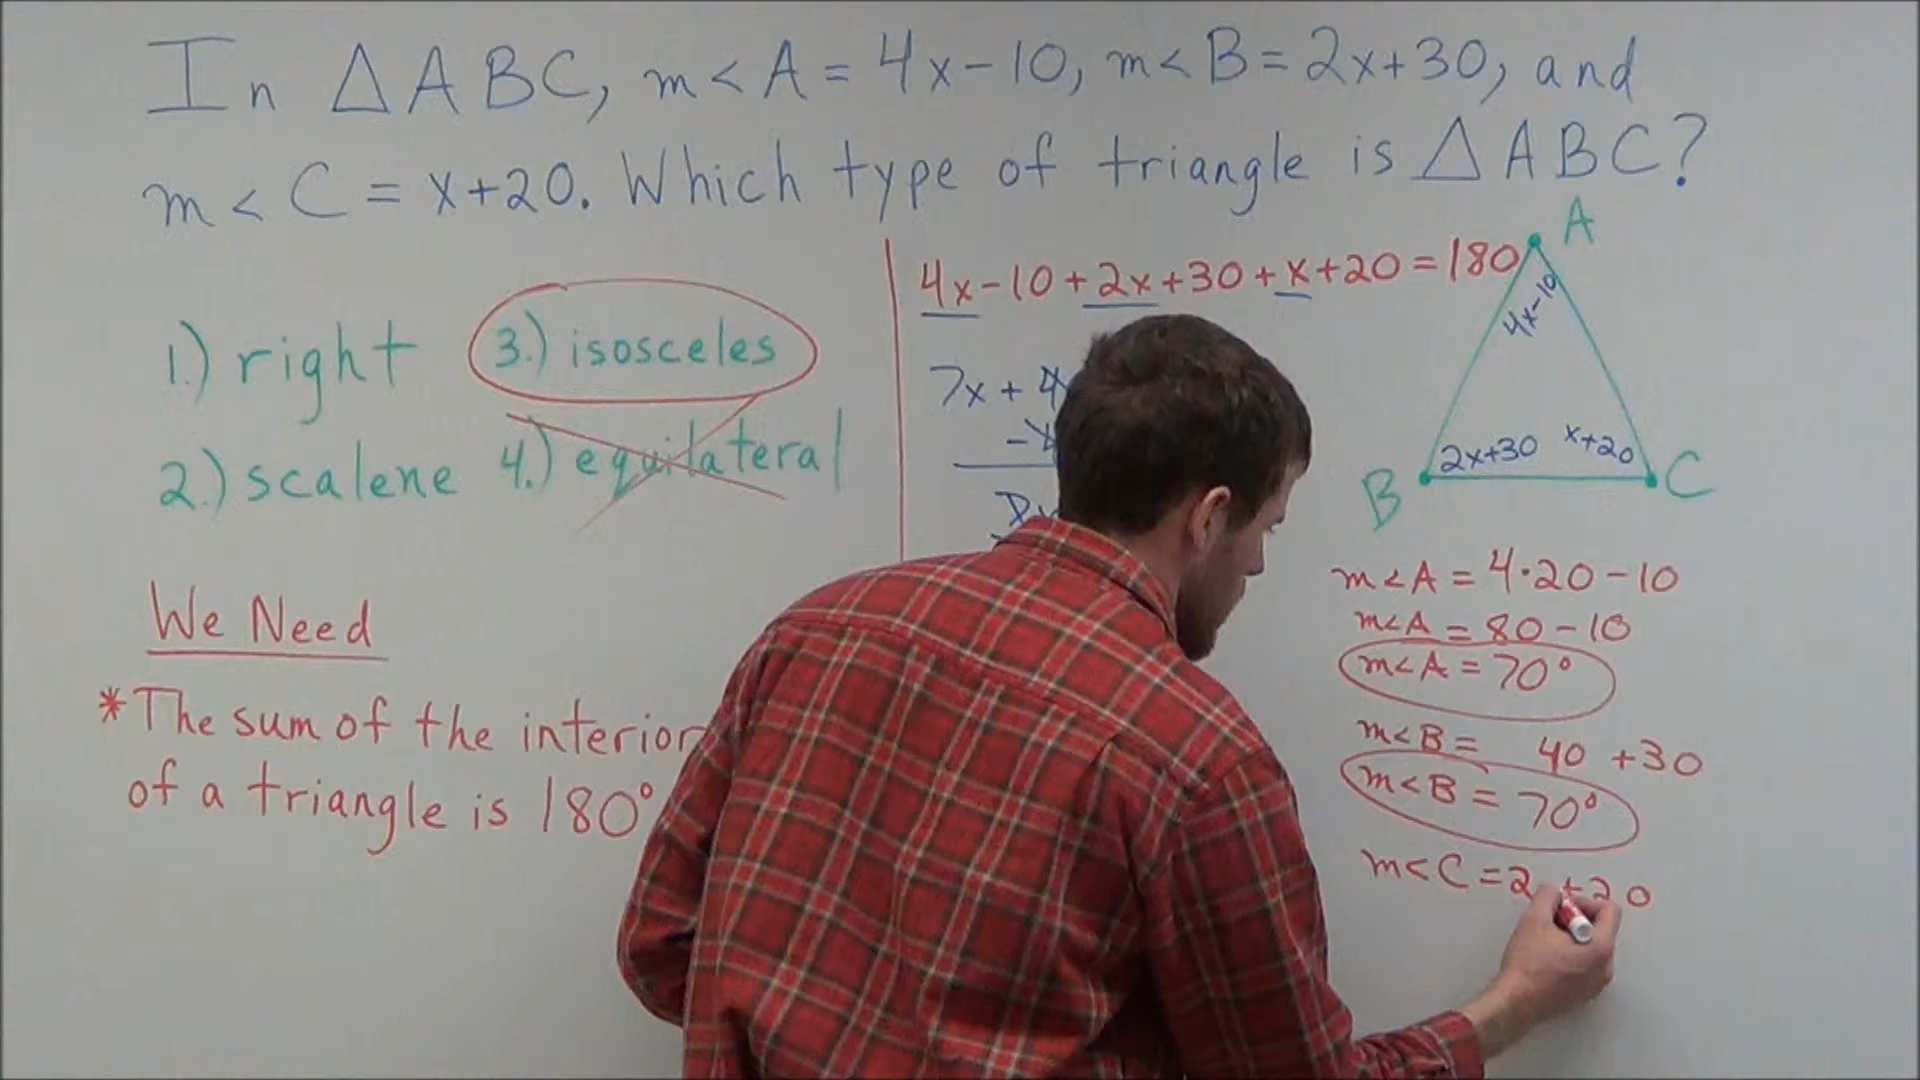 In △ABC, m<A = 4x-10, m<B = 2x+30, and
m<C = x+20. Which type of triangle is △ABC?
1.) right
3.) isosceles
2.) scalene
4.) equilateral
We Need
*The sum of the interior
of a triangle is 180°
4x-10+2x+30+x+20=180
7x + 4
A
4x-10
2x+30
x+20
B
C
m<A = 4·20-10
m<A = 80-10
m<A = 70°
m<B = 40 +30
m<B = 70°
m<C = 2 +20